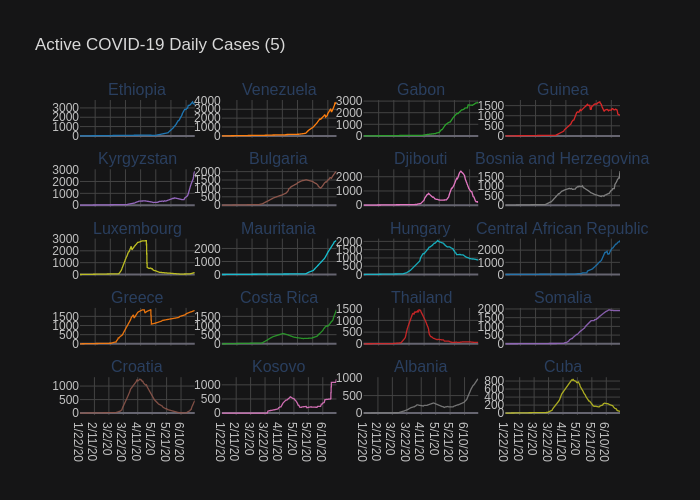 Active COVID-19 Daily Cases (5)
Ethiopia Venezuela Gabon Guinea
3000 2000 1000 0
4000 3000 2000 1000 0
3000 2000 1000 0
1500 1000 500 0
Kyrgyzstan Bulgaria Djibouti Bosnia and Herzegovina
3000 2000 1000 0
2000 1500 1000 500 0
2000 1000 0
1500 1000 500 0
Luxembourg Mauritania Hungary Central African Republic
3000 2000 1000 0
2000 1000 0
2000 1500 1000 500 0
2000 1000 0
Greece Costa Rica Thailand Somalia
1500 1000 500 0
1500 1000 500 0
1500 1000 500 0
2000 1500 1000 500 0
Croatia Kosovo Albania Cuba
1000 500 0
1000 500 0
1000 500 0
800 600 400 200 0
1/22/20 2/11/20 3/2/20 3/22/20 4/11/20 5/1/20 5/21/20 6/10/20
1/22/20 2/11/20 3/2/20 3/22/20 4/11/20 5/1/20 5/21/20 6/10/20
1/22/20 2/11/20 3/2/20 3/22/20 4/11/20 5/1/20 5/21/20 6/10/20
1/22/20 2/11/20 3/2/20 3/22/20 4/11/20 5/1/20 5/21/20 6/10/20